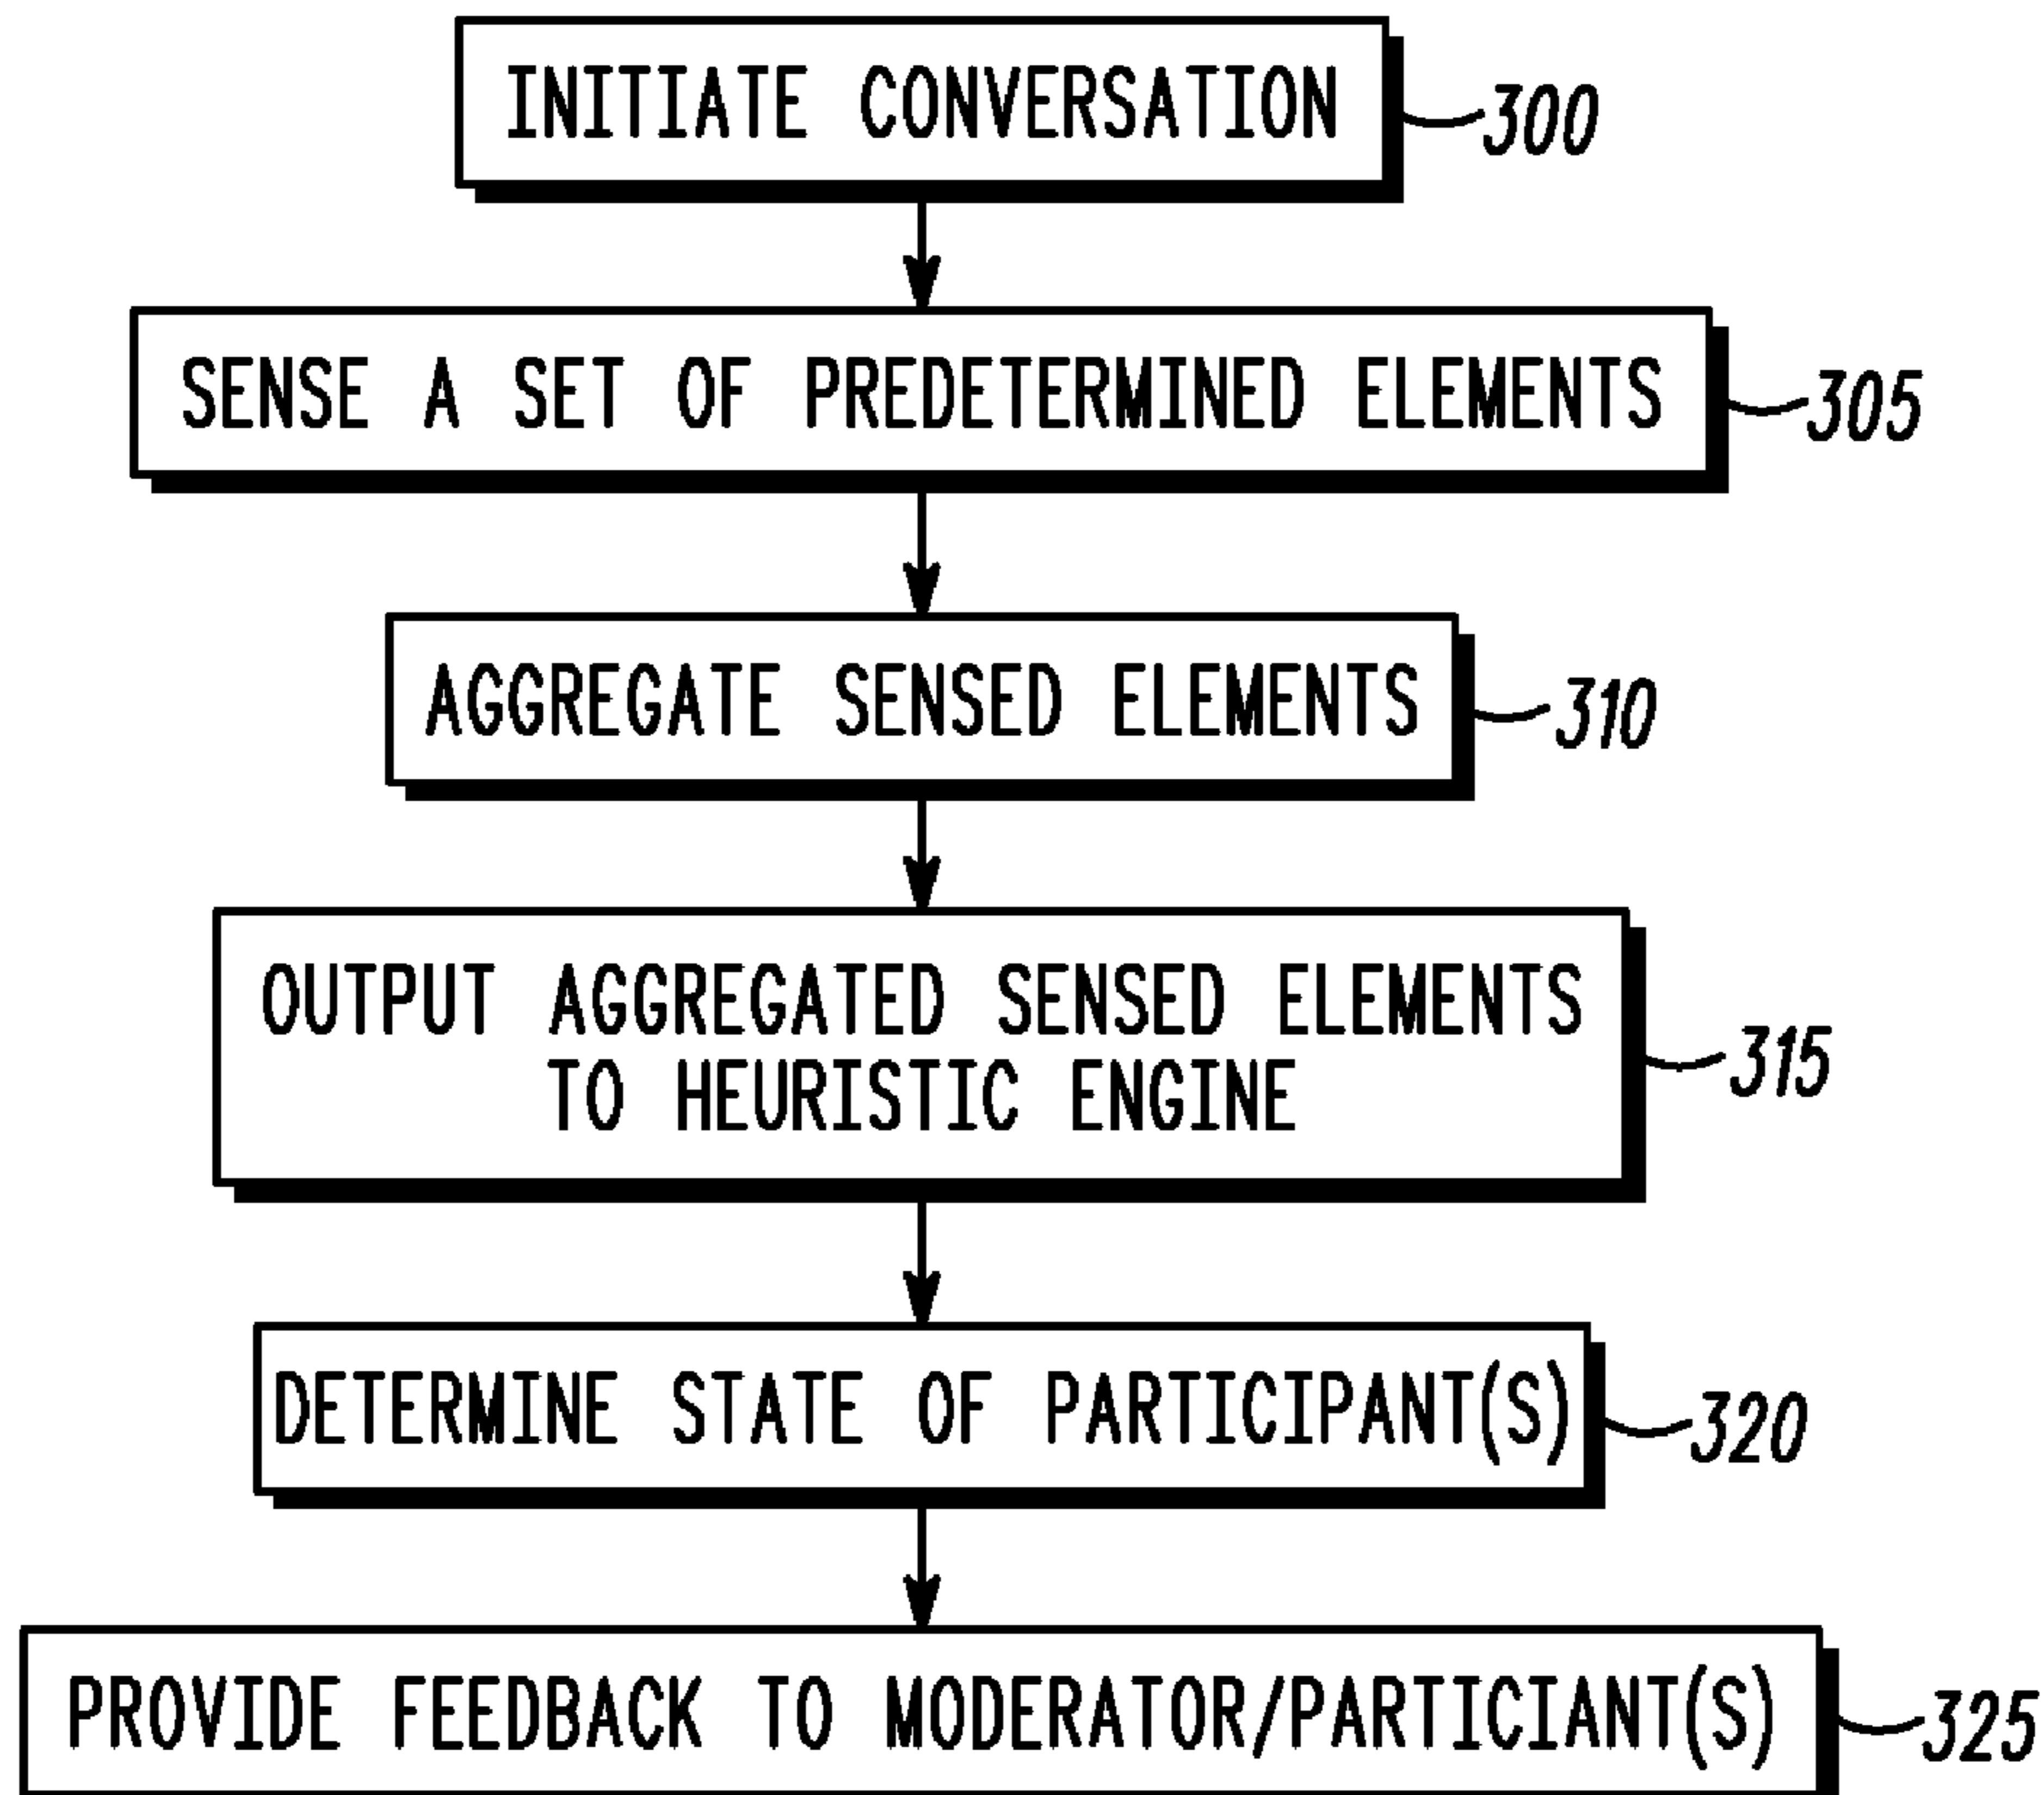 INITIATE CONVERSATION
300
SENSE A SET OF PREDETERMINED ELEMENTS
305
AGGREGATE SENSED ELEMENTS
310
OUTPUT AGGREGATED SENSED ELEMENTS
TO HEURISTIC ENGINE
315
DETERMINE STATE OF PARTICIPANT(S)
320
PROVIDE FEEDBACK TO MODERATOR/PARTICIANT(S)
325